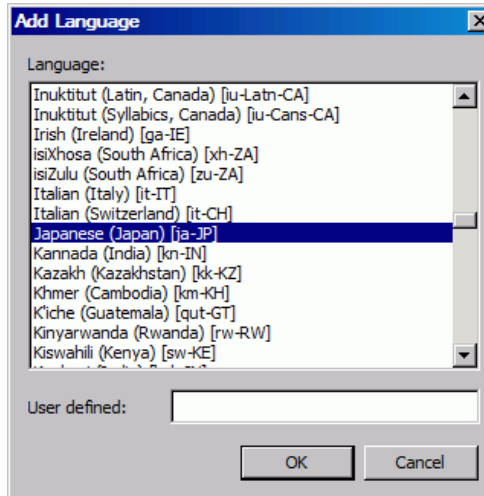 Add Language
Language:
Inuktitut (Latin, Canada) [iu-Latn-CA]
Inuktitut (Syllabics, Canada) [iu-Cans-CA]
Irish (Ireland) [ga-IE]
isiXhosa (South Africa) [xh-ZA]
isiZulu (South Africa) [zu-ZA]
Italian (Italy) [it-IT]
Italian (Switzerland) [it-CH]
Japanese (Japan) [ja-JP]
Kannada (India) [kn-IN]
Kazakh (Kazakhstan) [kk-KZ]
Khmer (Cambodia) [km-KH]
K'iche (Guatemala) [qut-GT]
Kinyarwanda (Rwanda) [rw-RW]
Kiswahili (Kenya) [sw-KE]
User defined:
OK
Cancel